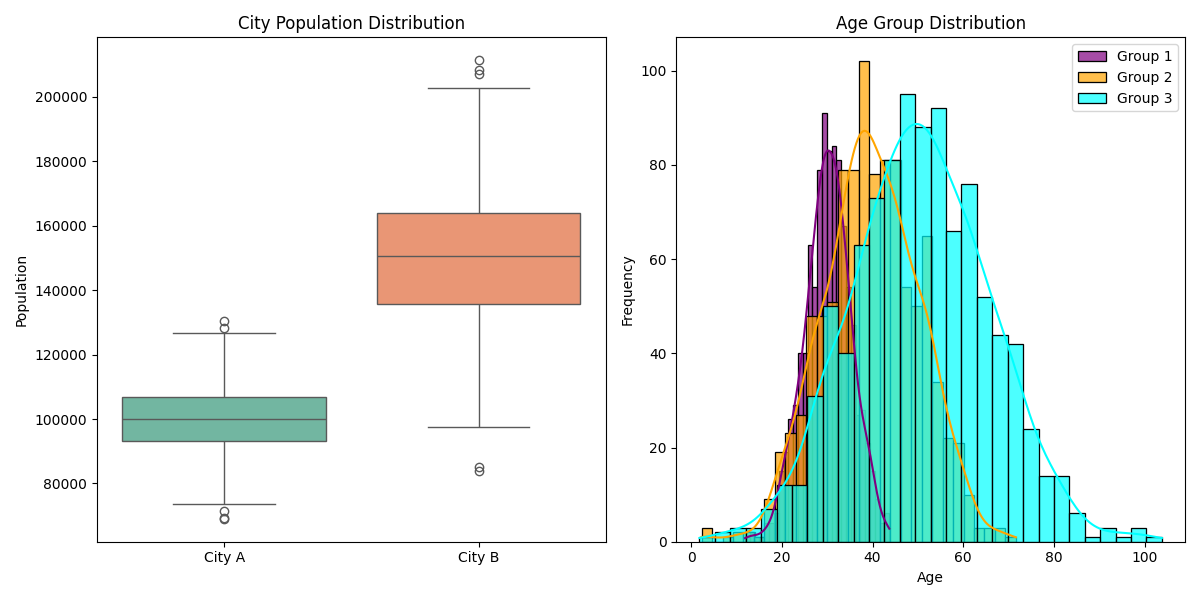 City Population Distribution
Population
200000
180000
160000
140000
120000
100000
80000
City A City B
Age Group Distribution
Frequency
100
80
60
40
20
0
0 20 40 60 80 100
Age
Group 1
Group 2
Group 3